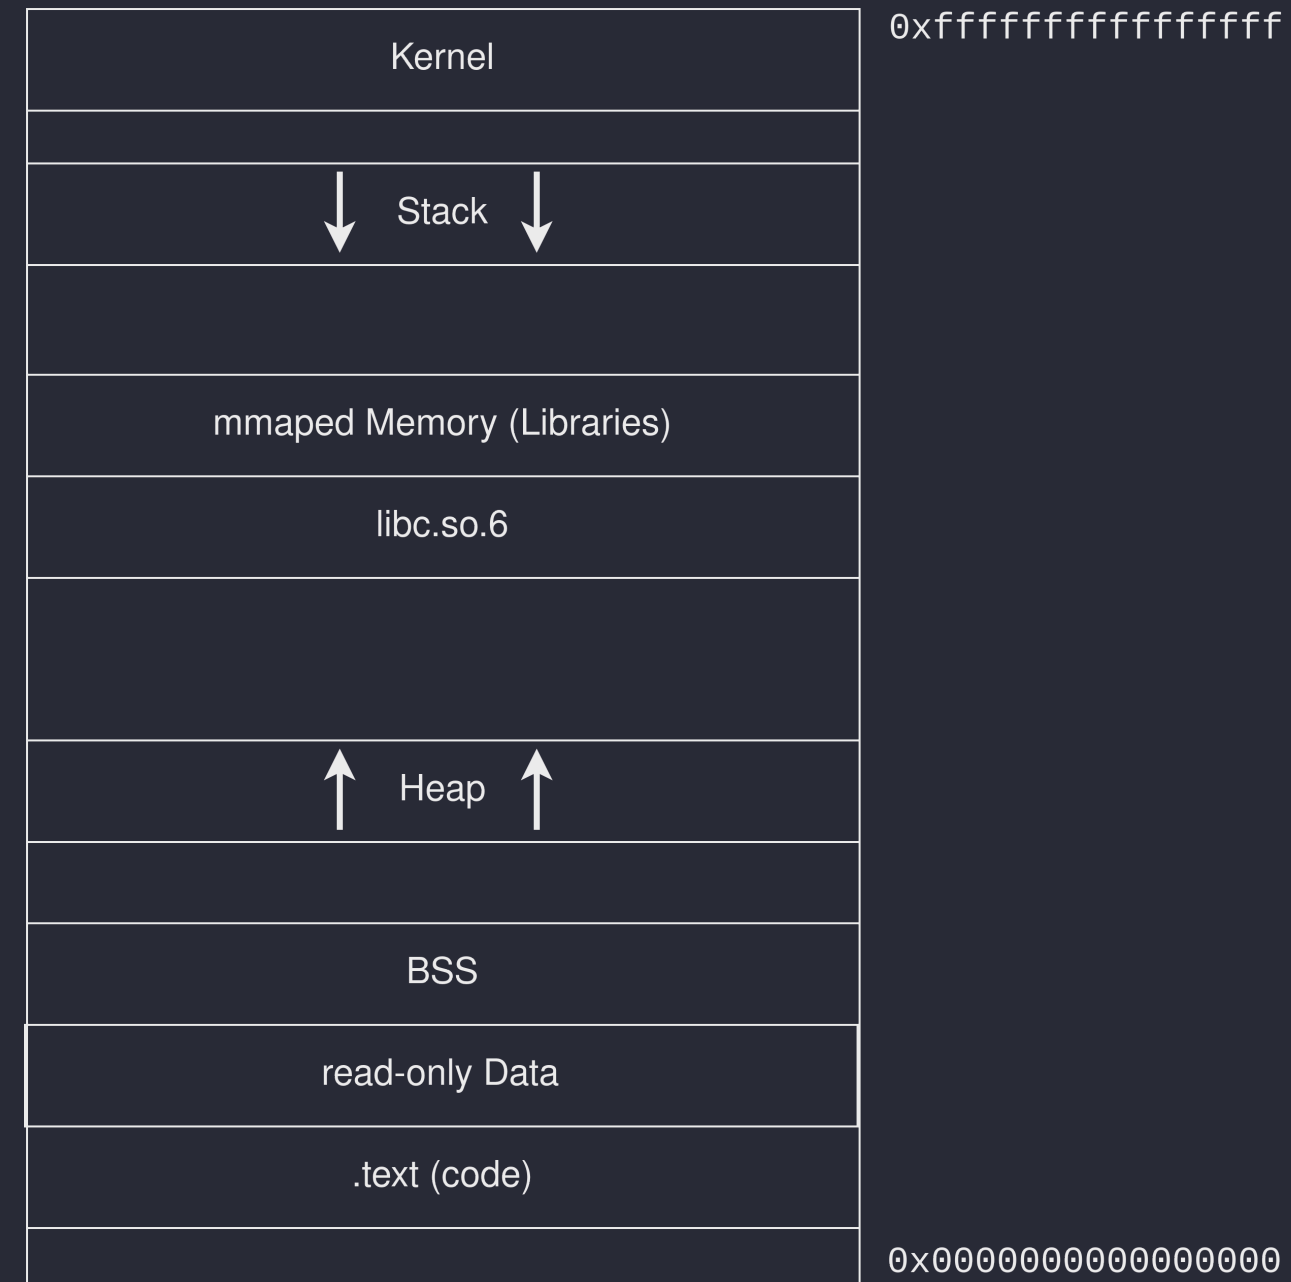 Kernel
0xffffffffffffffff
Stack
mmaped Memory (Libraries)
libc.so.6
Heap
BSS
read-only Data
.text (code)
0x0000000000000000